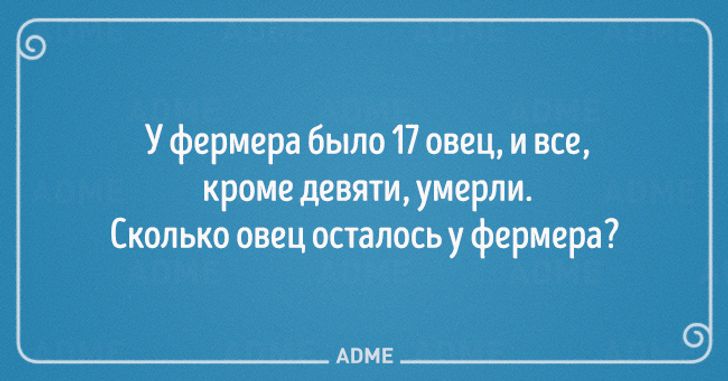 У фермера было 17 овец, и все,
кроме девяти, умерли.
Сколько овец осталось у фермера?
ADME